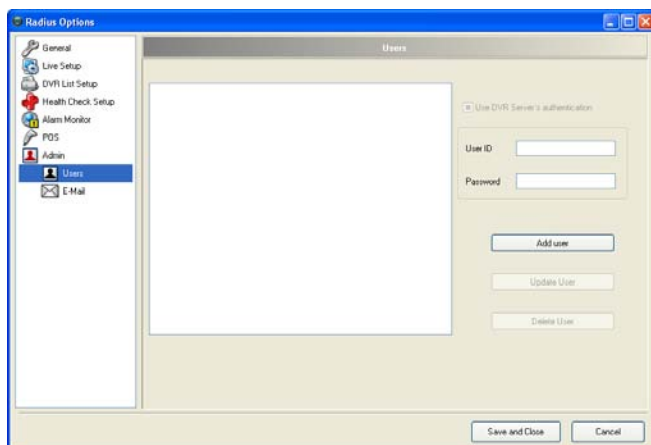 Radius Options
General
Live Setup
DVR List Setup
Health Check Setup
Alarm Monitor
POS
Admin
Users
E-Mail
Users
Use DVR Server's authentication
User ID
Password
Add user
Update User
Delete User
Save and Close
Cancel